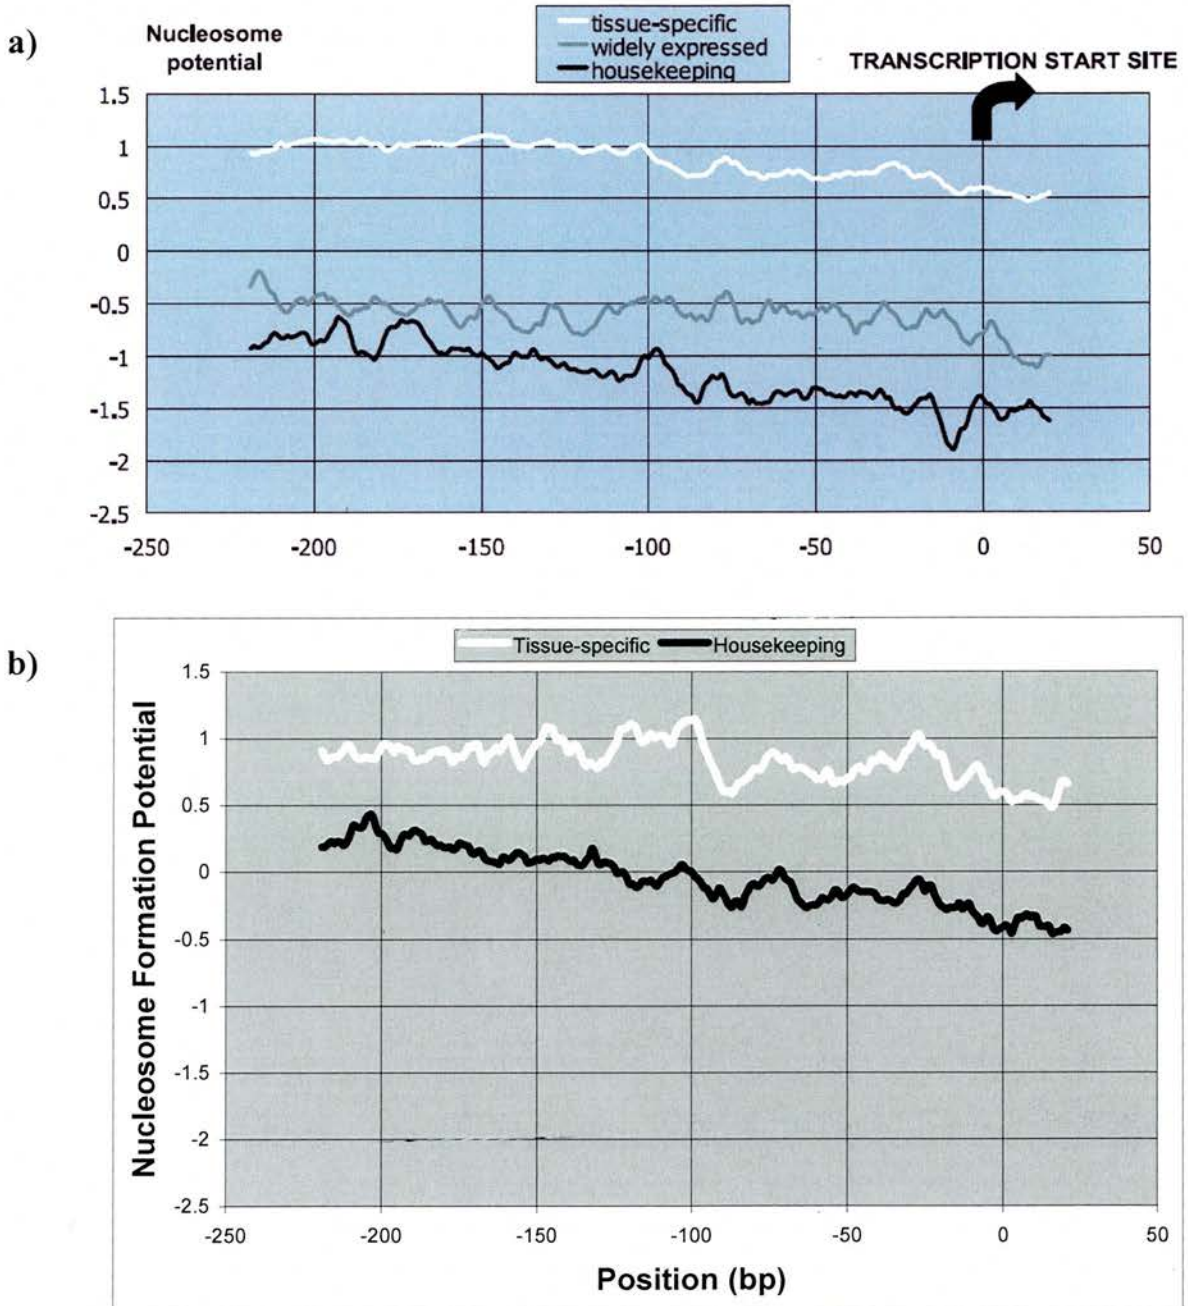 a)
Nucleosome
potential
tissue-specific
widely expressed
housekeeping
TRANSCRIPTION START SITE
1.5
1
0.5
0
-0.5
-1
-1.5
-2
-2.5
-250 -200 -150 -100 -50 0 50
b)
Tissue-specific Housekeeping
Nucleosome Formation Potential
1.5
1
0.5
0
-0.5
-1
-1.5
-2
-2.5
-250 -200 -150 -100 -50 0 50
Position (bp)